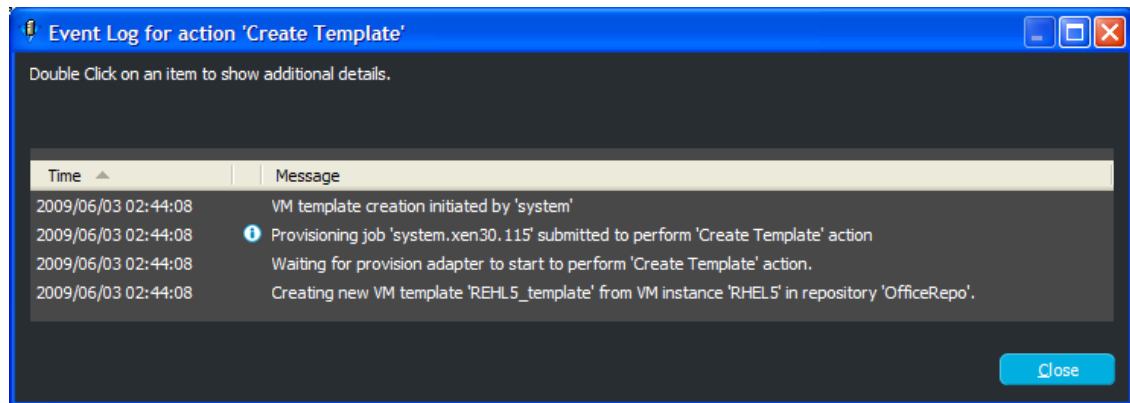 Event Log for action 'Create Template'
Double Click on an item to show additional details.
Time Message
2009/06/03 02:44:08 VM template creation initiated by 'system'
2009/06/03 02:44:08 Provisioning job 'system.xen30.115' submitted to perform 'Create Template' action
2009/06/03 02:44:08 Waiting for provision adapter to start to perform 'Create Template' action.
2009/06/03 02:44:08 Creating new VM template 'REHL5_template' from VM instance 'RHEL5' in repository 'OfficeRepo'.
Close